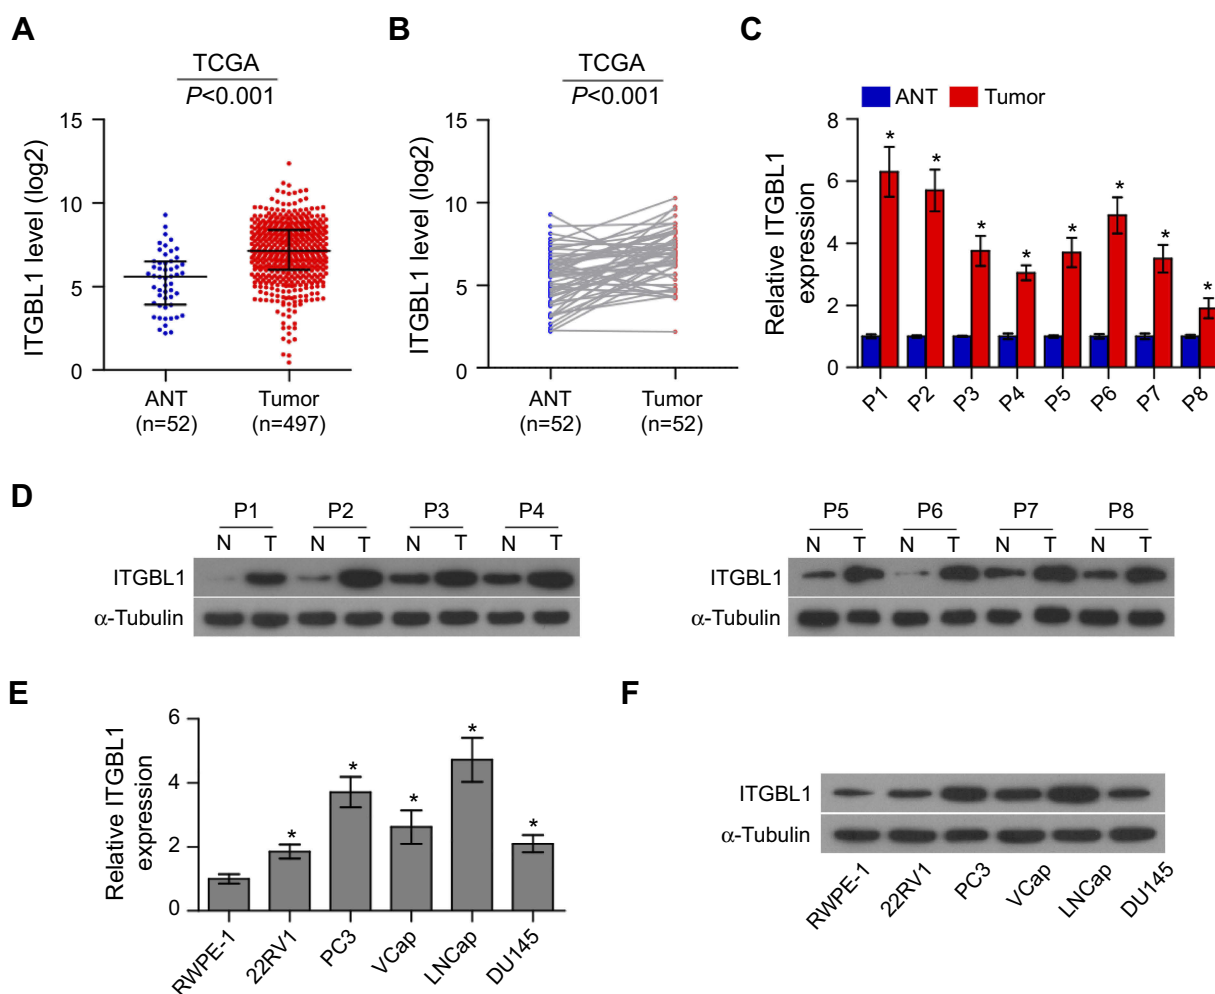 A
TCGA
P<0.001
ITGBL1 level (log2)
15
10
5
0
ANT
(n=52)
Tumor
(n=497)
B
TCGA
P<0.001
ITGBL1 level (log2)
15
10
5
0
ANT
(n=52)
Tumor
(n=52)
C
ANT Tumor
Relative ITGBL1
expression
8
6
4
2
0
* * * * * * * *
P1 P2 P3 P4 P5 P6 P7 P8
D
P1 P2 P3 P4
N T N T N T N T
ITGBL1
α-Tubulin
P5 P6 P7 P8
N T N T N T N T
ITGBL1
α-Tubulin
E
Relative ITGBL1
expression
6
4
2
0
* * * * *
RWPE-1 22RV1 PC3 VCap LNCap DU145
F
ITGBL1
α-Tubulin
RWPE-1 22RV1 PC3 VCap LNCap DU145